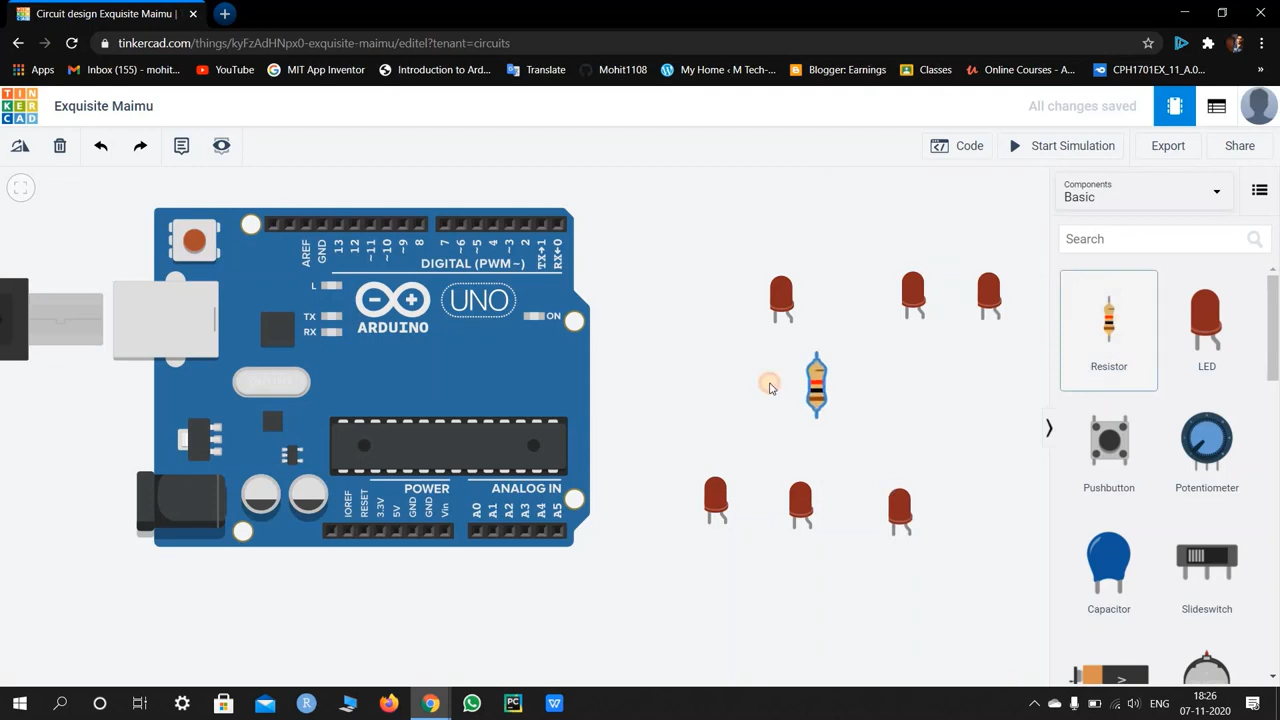 Circuit design Exquisite Maimu |
tinkercad.com/things/kyFzAdHNpx0-exquisite-maimu/editel?tenant=circuits
Apps
Inbox (155) - mohit...
YouTube
MIT App Inventor
Introduction to Ard...
Translate
Mohit1108
My Home ‹ M Tech-...
Blogger: Earnings
Classes
Online Courses - A...
CPH1701EX_11_A.0...
»
TIN
KER
CAD
Exquisite Maimu
All changes saved
Code
Start Simulation
Export
Share
Components
Basic
Search
Resistor
LED
Pushbutton
Potentiometer
Capacitor
Slideswitch
AREF
GND
13
12
~11
~10
~9
8
7
~6
~5
4
~3
2
TX→1
RX←0
DIGITAL (PWM~)
L
TX
RX
ARDUINO
UNO
ON
POWER
ANALOG IN
IOREF
RESET
3.3V
5V
GND
GND
Vin
A0
A1
A2
A3
A4
A5
ENG
18:26
07-11-2020